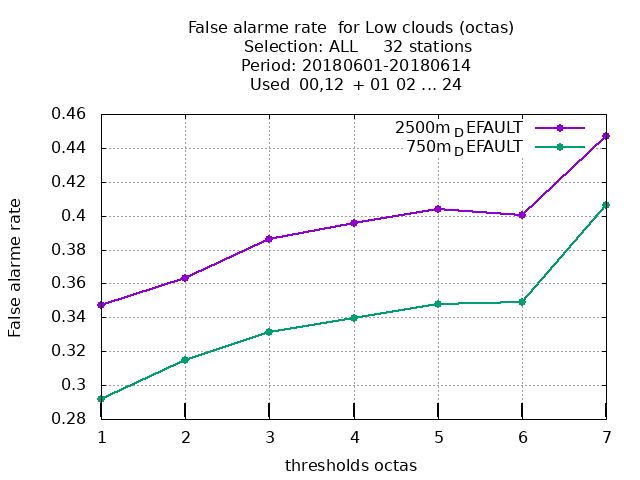 False alarme rate  for Low clouds (octas)
Selection: ALL     32 stations
Period: 20180601-20180614
Used  00,12  + 01 02 ... 24
2500m_DEFAULT
750m_DEFAULT
False alarme rate
0.46
0.44
0.42
0.4
0.38
0.36
0.34
0.32
0.3
0.28
1 2 3 4 5 6 7
thresholds octas